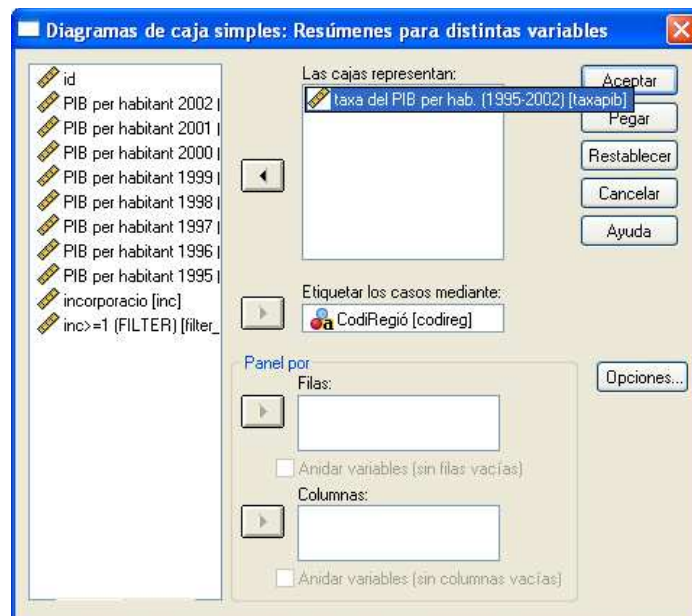 Diagramas de caja simples: Resúmenes para distintas variables
id
PIB per habitant 2002 [
PIB per habitant 2001 [
PIB per habitant 2000 [
PIB per habitant 1999 [
PIB per habitant 1998 [
PIB per habitant 1997 [
PIB per habitant 1996 [
PIB per habitant 1995 [
incorporacio [inc]
inc>=1 (FILTER) [filter_
Las cajas representan:
taxa del PIB per hab. (1995-2002) [taxapib]
Etiquetar los casos mediante:
CodiRegió [codireg]
Panel por
Filas:
Anidar variables (sin filas vacías)
Columnas:
Anidar variables (sin columnas vacías)
Aceptar
Pegar
Restablecer
Cancelar
Ayuda
Opciones...